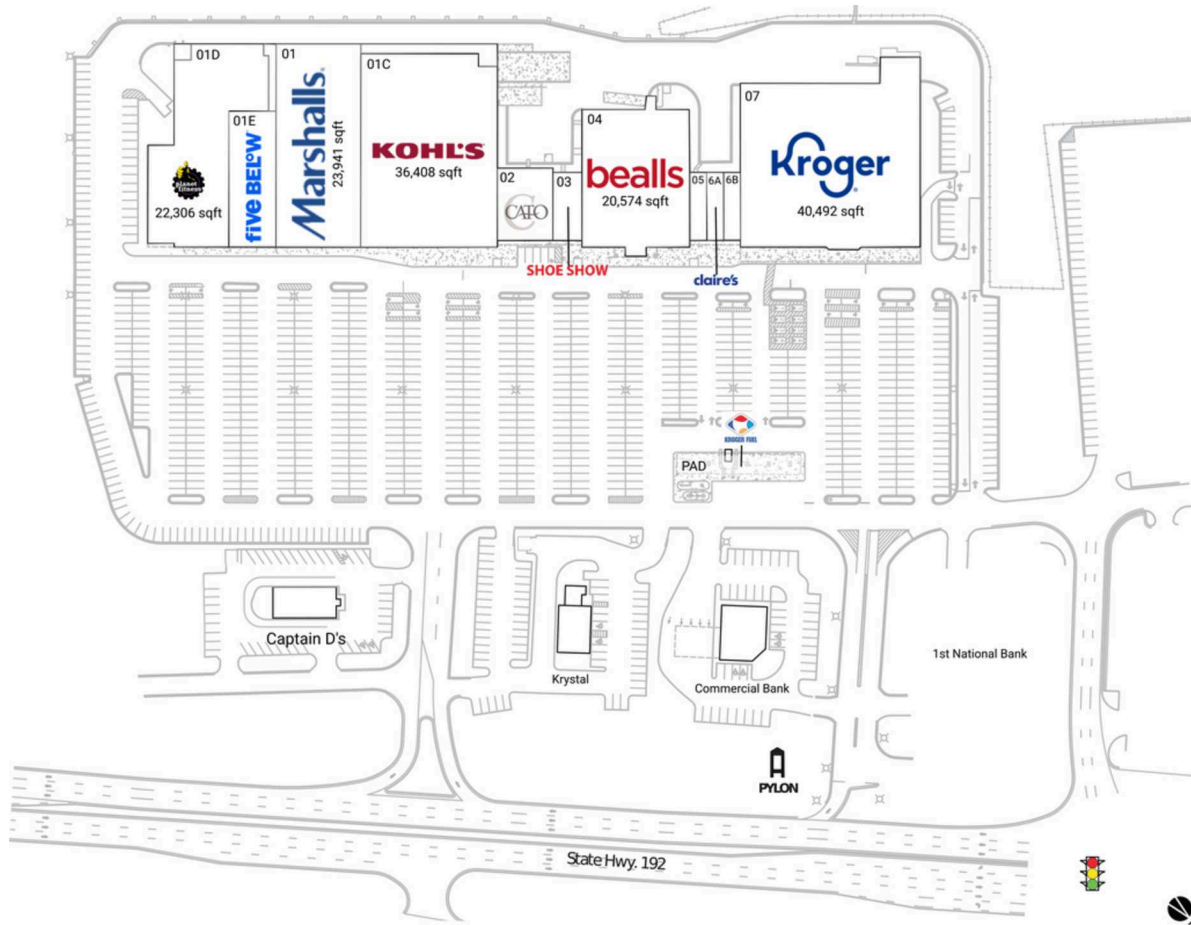 01D
01
01C
07
01E
04
Marshalls
23,941 sqft
KOHL'S
36,408 sqft
five BELOW
planet fitness
22,306 sqft
02
CATO
03
bealls
20,574 sqft
05
6A
6B
Kroger
40,492 sqft
SHOE SHOW
claire's
KROGER FUEL
PAD
Captain D's
Krystal
Commercial Bank
1st National Bank
PYLON
State Hwy. 192